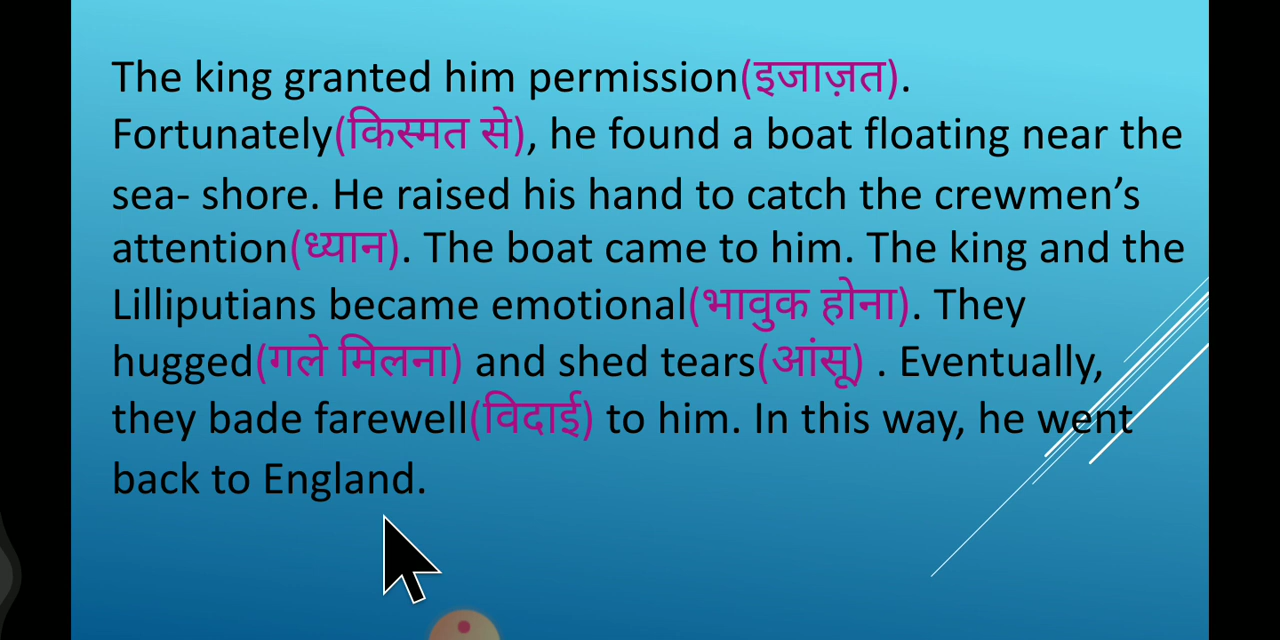 The king granted him permission(इजाज़त).
Fortunately(किस्मत से), he found a boat floating near the
sea- shore. He raised his hand to catch the crewmen’s
attention(ध्यान). The boat came to him. The king and the
Lilliputians became emotional(भावुक होना). They
hugged(गले मिलना) and shed tears(आंसू) . Eventually,
they bade farewell(विदाई) to him. In this way, he went
back to England.